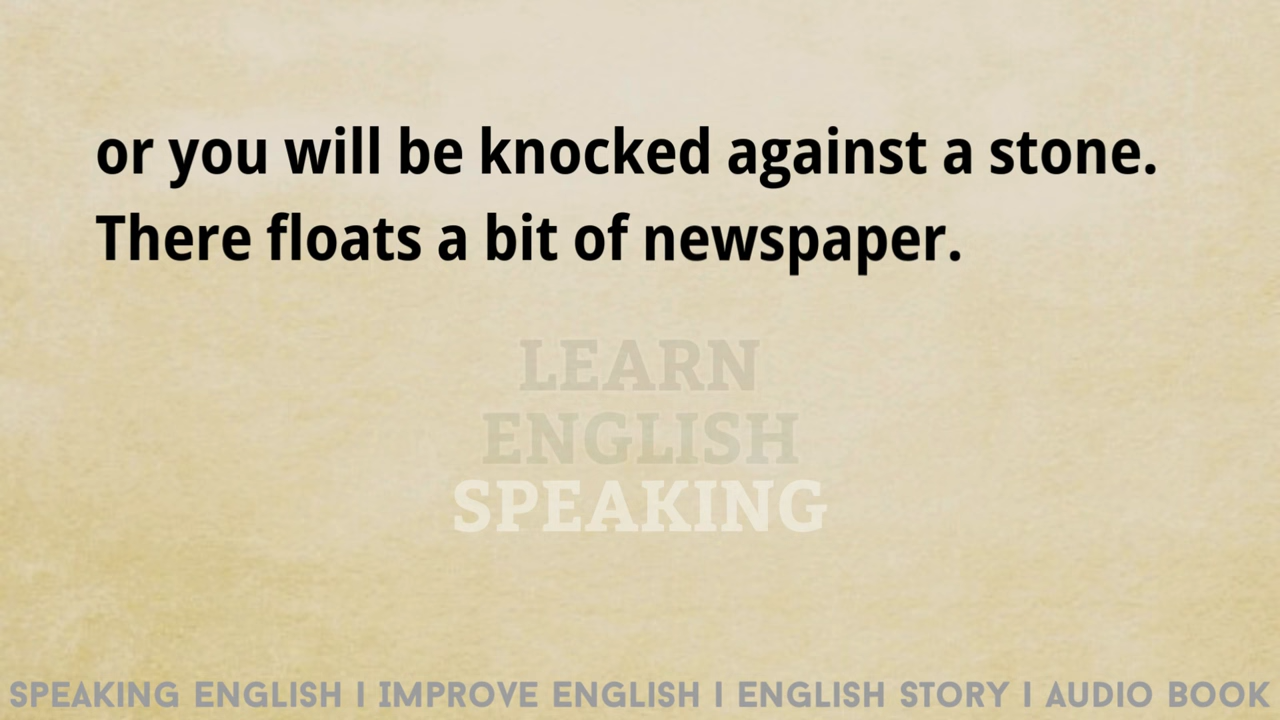 or you will be knocked against a stone.
There floats a bit of newspaper.
LEARN
ENGLISH
SPEAKING
SPEAKING ENGLISH I IMPROVE ENGLISH I ENGLISH STORY I AUDIO BOOK